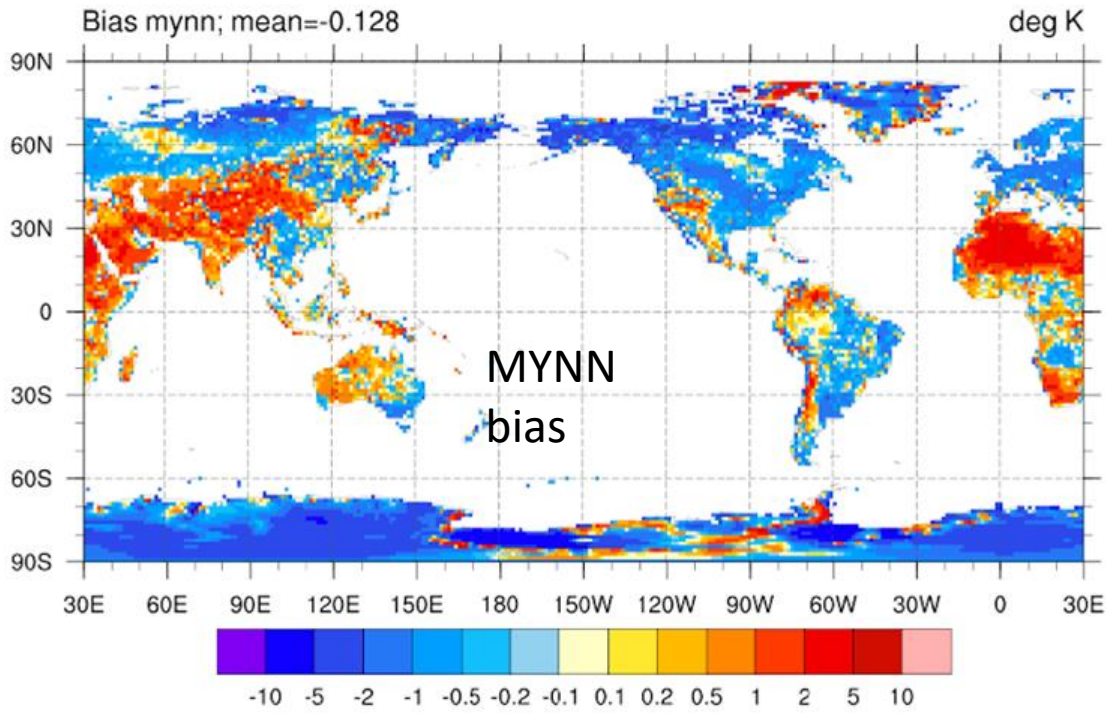 Bias mynn; mean=-0.128 deg K
90N
60N
30N
0
30S
60S
90S
MYNN
bias
30E 60E 90E 120E 150E 180 150W 120W 90W 60W 30W 0 30E
-10 -5 -2 -1 -0.5 -0.2 -0.1 0.1 0.2 0.5 1 2 5 10